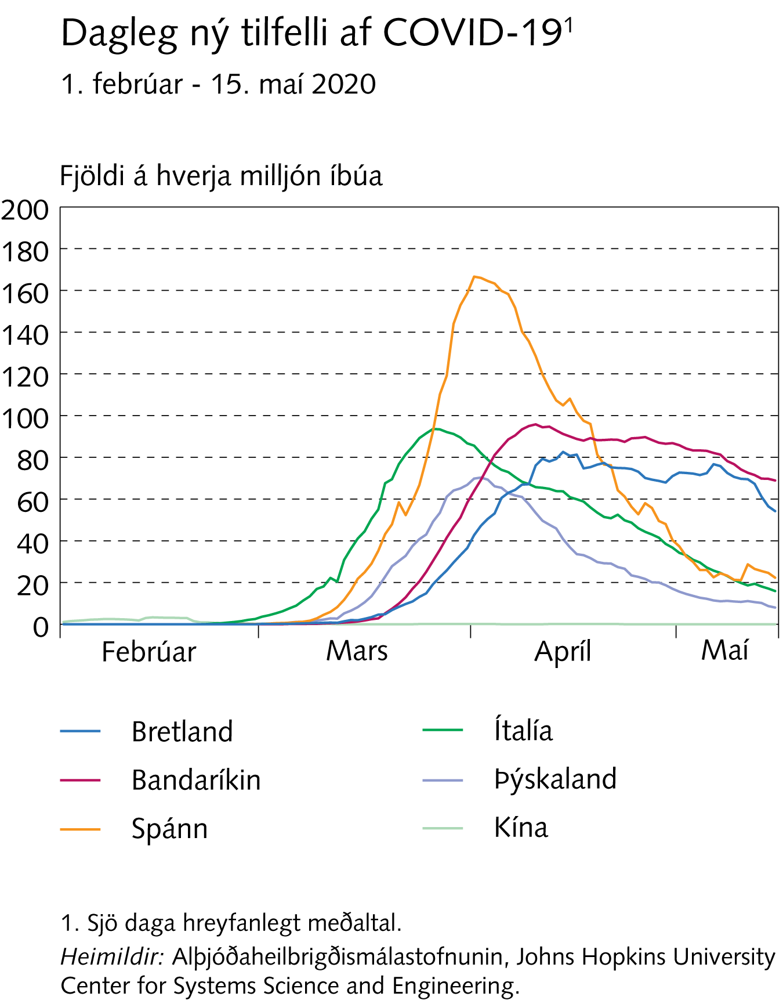 Dagleg ný tilfelli af COVID-19¹
1. febrúar - 15. maí 2020
Fjöldi á hverja milljón íbúa
200
180
160
140
120
100
80
60
40
20
0
Febrúar Mars Apríl Maí
Bretland Ítalía
Bandaríkin Þýskaland
Spánn Kína
1. Sjö daga hreyfanlegt meðaltal.
Heimildir: Alþjóðaheilbrigðismálastofnunin, Johns Hopkins University
Center for Systems Science and Engineering.